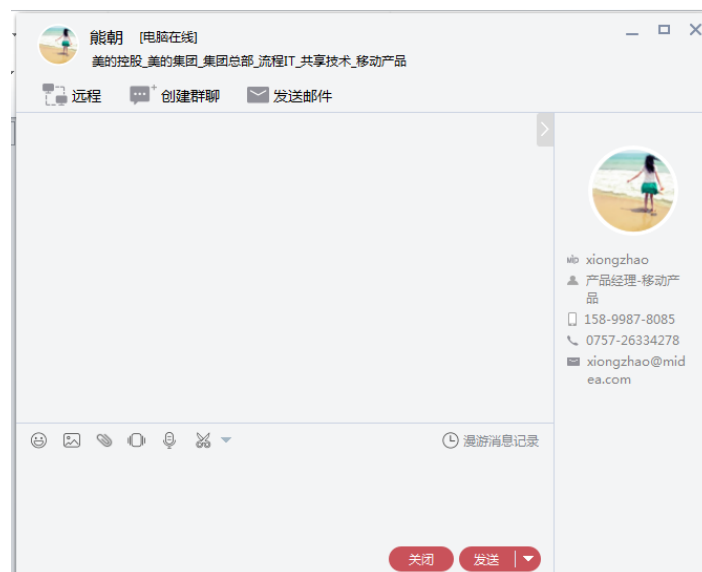 熊朝 [电脑在线]
美的控股_美的集团_集团总部_流程IT_共享技术_移动产品
远程 创建群聊 发送邮件
xiongzhao
产品经理-移动产
品
158-9987-8085
0757-26334278
xiongzhao@mid
ea.com
漫游消息记录
关闭 发送